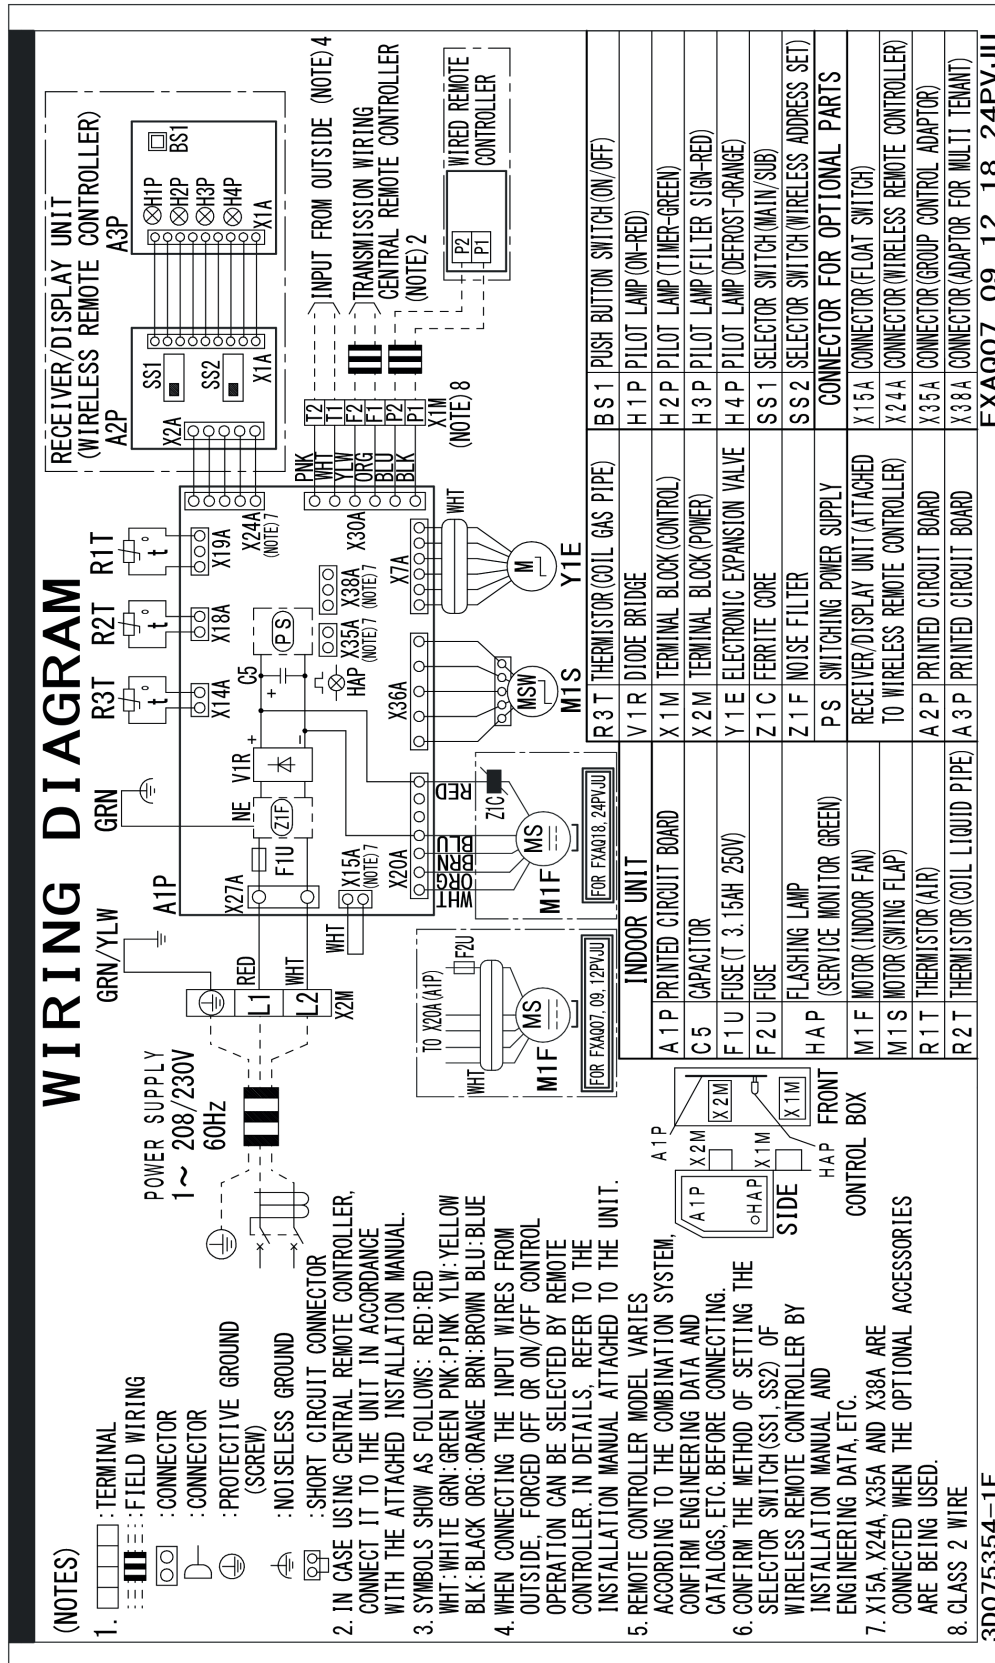 WIRING DIAGRAM
RECEIVER/DISPLAY UNIT
(WIRELESS REMOTE CONTROLLER)
A2P
A3P
X2A
SS1
SS2
X1A
X1A
BS1
H1P
H2P
H3P
H4P
INPUT FROM OUTSIDE (NOTE) 4
TRANSMISSION WIRING
CENTRAL REMOTE CONTROLLER
(NOTE) 2
WIRED REMOTE
CONTROLLER
P2
P1
PNK
WHT
YLW
ORG
BLU
BLK
T2
T1
F2
F1
P2
P1
X1M
(NOTE) 8
R1T
R2T
R3T
t°
t°
t°
X24A
(NOTE) 7
X19A
X18A
X14A
X30A
X38A
(NOTE) 7
X35A
(NOTE) 7
HAP
PS
C5
+
V1R
+
-
NE
Z1F
F1U
X27A
X15A
(NOTE) 7
X20A
X36A
X7A
A1P
GRN
GRN/YLW
POWER SUPPLY
1~ 208/230V
60Hz
RED
WHT
L1
L2
X2M
WHT
WHT
M
Y1E
MSW
M1S
RED
BLU
BRN
ORG
WHT
Z1C
MS
M1F
FOR FXAQ18, 24PVJU
TO X20A(A1P)
F2U
WHT
MS
M1F
FOR FXAQ07, 09, 12PVJU
(NOTES)
1. :TERMINAL
:FIELD WIRING
:CONNECTOR
:CONNECTOR
:PROTECTIVE GROUND
(SCREW)
:NOISELESS GROUND
:SHORT CIRCUIT CONNECTOR
2. IN CASE USING CENTRAL REMOTE CONTROLLER,
CONNECT IT TO THE UNIT IN ACCORDANCE
WITH THE ATTACHED INSTALLATION MANUAL.
3. SYMBOLS SHOW AS FOLLOWS: RED:RED
WHT:WHITE GRN:GREEN PNK:PINK YLW:YELLOW
BLK:BLACK ORG:ORANGE BRN:BROWN BLU:BLUE
4. WHEN CONNECTING THE INPUT WIRES FROM
OUTSIDE, FORCED OFF OR ON/OFF CONTROL
OPERATION CAN BE SELECTED BY REMOTE
CONTROLLER. IN DETAILS, REFER TO THE
INSTALLATION MANUAL ATTACHED TO THE UNIT.
5. REMOTE CONTROLLER MODEL VARIES
ACCORDING TO THE COMBINATION SYSTEM,
CONFIRM ENGINEERING DATA AND
CATALOGS, ETC. BEFORE CONNECTING.
6. CONFIRM THE METHOD OF SETTING THE
SELECTOR SWITCH(SS1, SS2) OF
WIRELESS REMOTE CONTROLLER BY
INSTALLATION MANUAL AND
ENGINEERING DATA, ETC.
7. X15A, X24A, X35A AND X38A ARE
CONNECTED WHEN THE OPTIONAL ACCESSORIES
ARE BEING USED.
8. CLASS 2 WIRE
A1P
X2M
X1M
A1P
HAP
SIDE
X2M
X1M
HAP
FRONT
CONTROL BOX
INDOOR UNIT
A1P PRINTED CIRCUIT BOARD
C5 CAPACITOR
F1U FUSE(T 3.15AH 250V)
F2U FUSE
HAP FLASHING LAMP
(SERVICE MONITOR GREEN)
M1F MOTOR(INDOOR FAN)
M1S MOTOR(SWING FLAP)
R1T THERMISTOR(AIR)
R2T THERMISTOR(COIL LIQUID PIPE)
R3T THERMISTOR(COIL GAS PIPE)
V1R DIODE BRIDGE
X1M TERMINAL BLOCK(CONTROL)
X2M TERMINAL BLOCK(POWER)
Y1E ELECTRONIC EXPANSION VALVE
Z1C FERRITE CORE
Z1F NOISE FILTER
PS SWITCHING POWER SUPPLY
RECEIVER/DISPLAY UNIT(ATTACHED
TO WIRELESS REMOTE CONTROLLER)
A2P PRINTED CIRCUIT BOARD
A3P PRINTED CIRCUIT BOARD
BS1 PUSH BUTTON SWITCH(ON/OFF)
H1P PILOT LAMP(ON-RED)
H2P PILOT LAMP(TIMER-GREEN)
H3P PILOT LAMP(FILTER SIGN-RED)
H4P PILOT LAMP(DEFROST-ORANGE)
SS1 SELECTOR SWITCH(MAIN/SUB)
SS2 SELECTOR SWITCH(WIRELESS ADDRESS SET)
CONNECTOR FOR OPTIONAL PARTS
X15A CONNECTOR(FLOAT SWITCH)
X24A CONNECTOR(WIRELESS REMOTE CONTROLLER)
X35A CONNECTOR(GROUP CONTROL ADAPTOR)
X38A CONNECTOR(ADAPTOR FOR MULTI TENANT)
3D075354-1F
FXAQ07 09 12 18 24PVJU